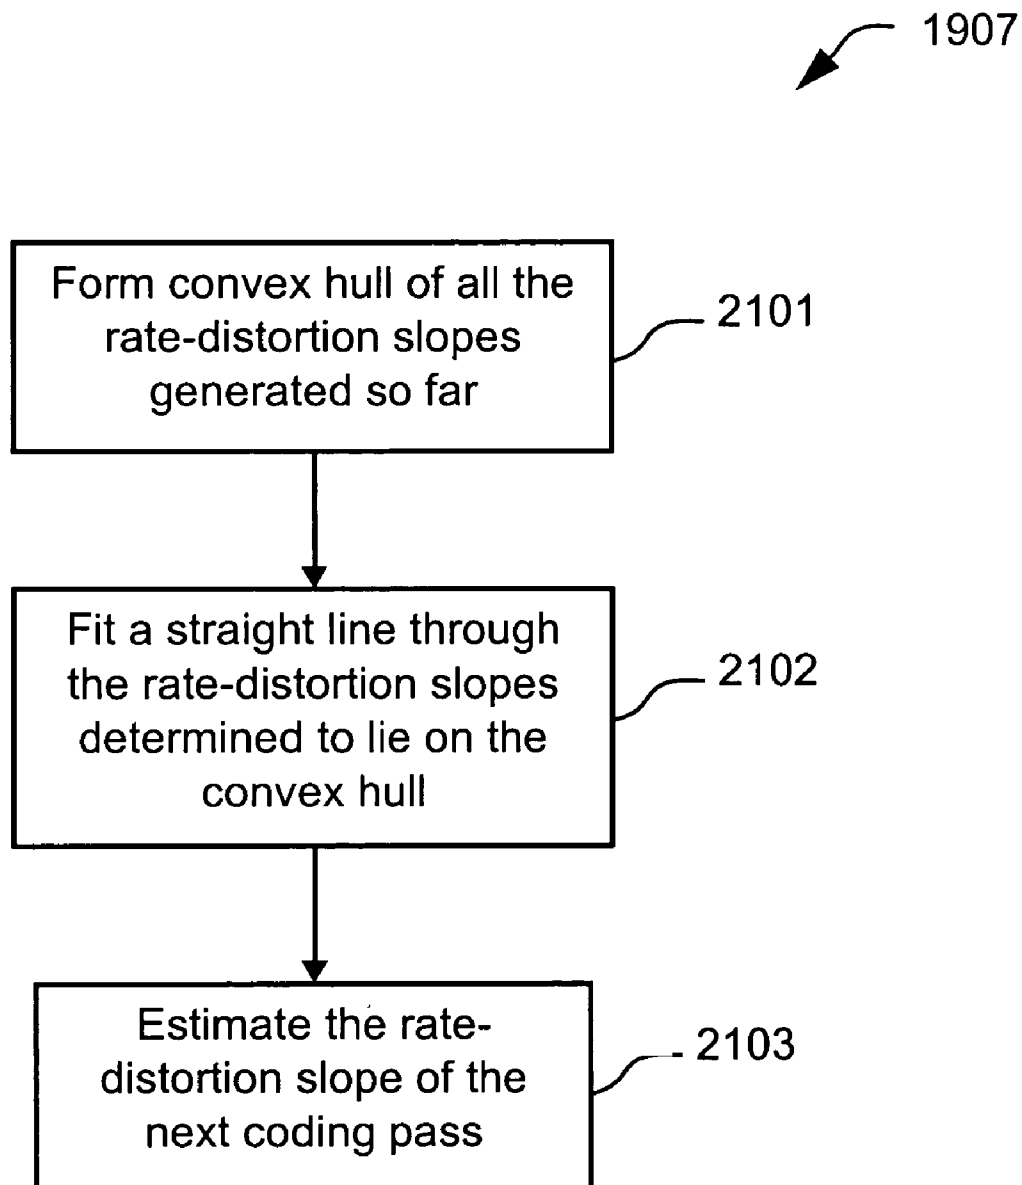 1907
Form convex hull of all the
rate-distortion slopes
generated so far
2101
Fit a straight line through
the rate-distortion slopes
determined to lie on the
convex hull
2102
Estimate the rate-
distortion slope of the
next coding pass
2103